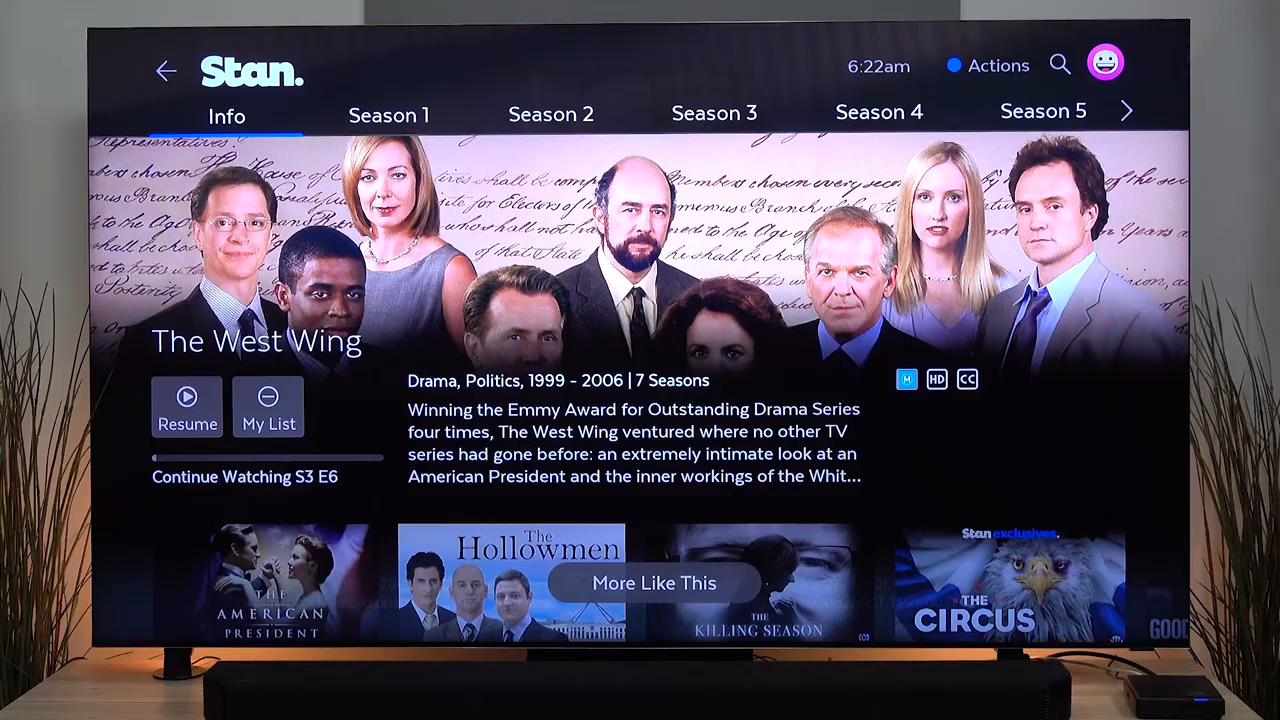 Stan.
6:22am
Actions
Info
Season 1
Season 2
Season 3
Season 4
Season 5
Representatives.
The West Wing
Resume
My List
Continue Watching S3 E6
Drama, Politics, 1999 - 2006 | 7 Seasons
M
HD
CC
Winning the Emmy Award for Outstanding Drama Series
four times, The West Wing ventured where no other TV
series had gone before: an extremely intimate look at an
American President and the inner workings of the Whit...
THE
AMERICAN
PRESIDENT
The
Hollowmen
More Like This
THE
KILLING SEASON
Stan exclusives.
THE
CIRCUS
GOOD